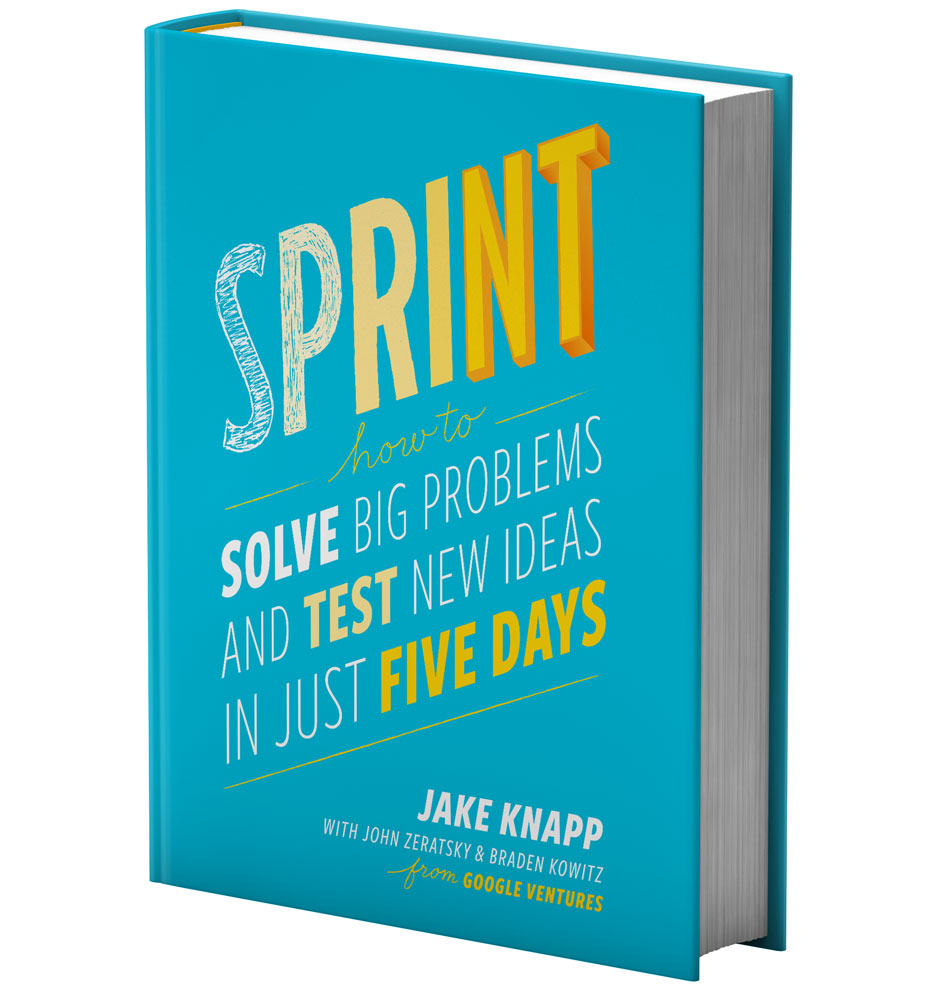 SPRINT
how to
SOLVE BIG PROBLEMS
AND TEST NEW IDEAS
IN JUST FIVE DAYS
JAKE KNAPP
WITH JOHN ZERATSKY & BRADEN KOWITZ
from GOOGLE VENTURES